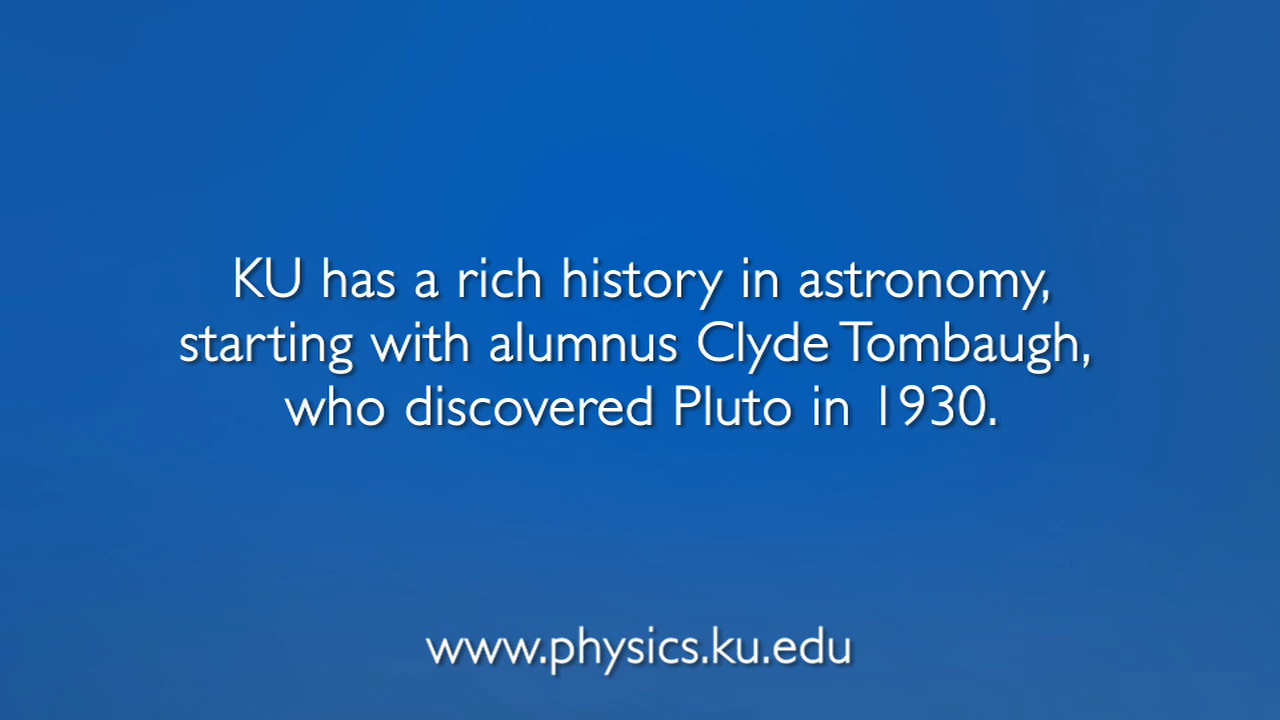 KU has a rich history in astronomy,
starting with alumnus Clyde Tombaugh,
who discovered Pluto in 1930.
www.physics.ku.edu